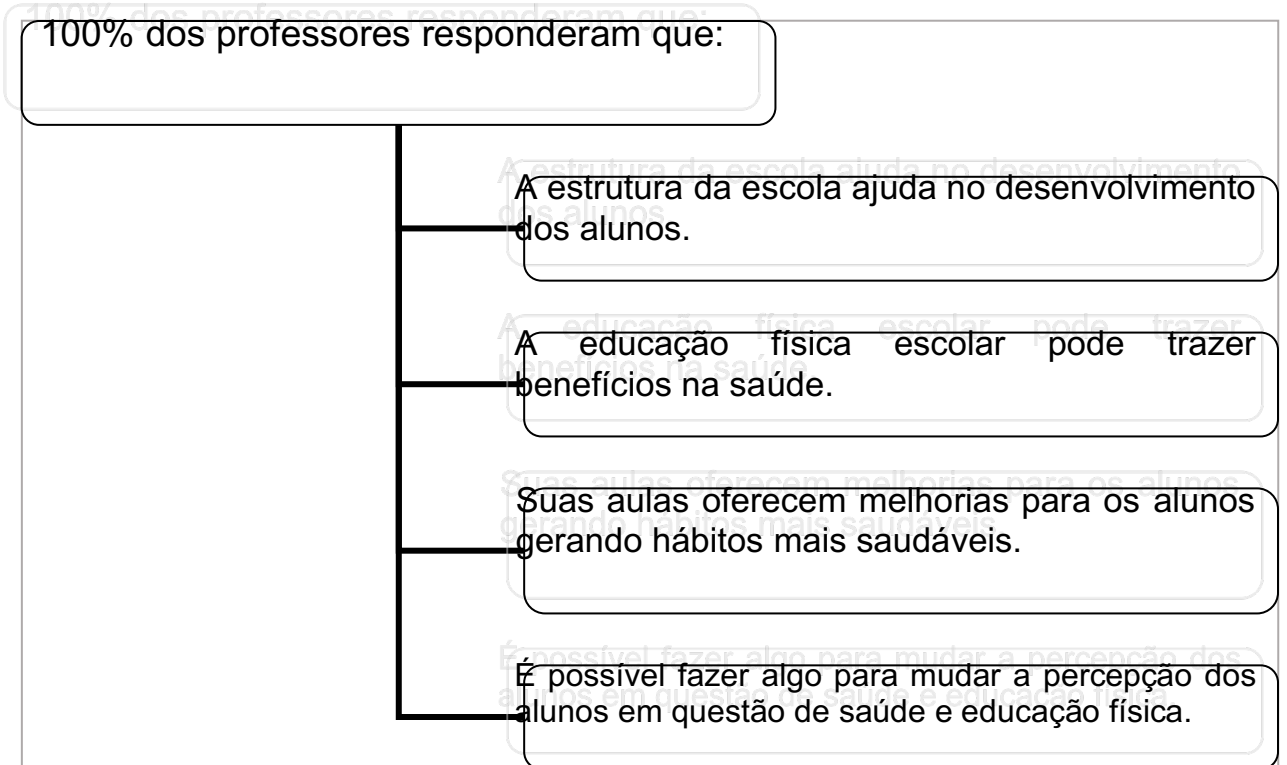 100% dos professores responderam que:
A estrutura da escola ajuda no desenvolvimento
dos alunos.
A educação física escolar pode trazer
benefícios na saúde.
Suas aulas oferecem melhorias para os alunos
gerando hábitos mais saudáveis.
É possível fazer algo para mudar a percepção dos
alunos em questão de saúde e educação física.